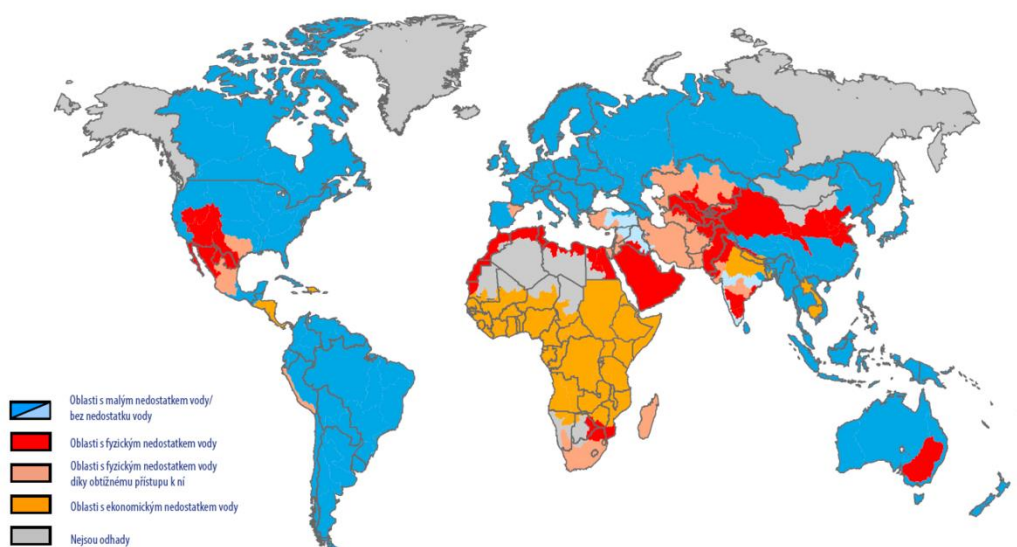 Oblasti s malým nedostatkem vody/
bez nedostatku vody
Oblasti s fyzickým nedostatkem vody
Oblasti s fyzickým nedostatkem vody
díky obtižnému přístupu k ní
Oblasti s ekonomickým nedostatkem vody
Nejsou odhady